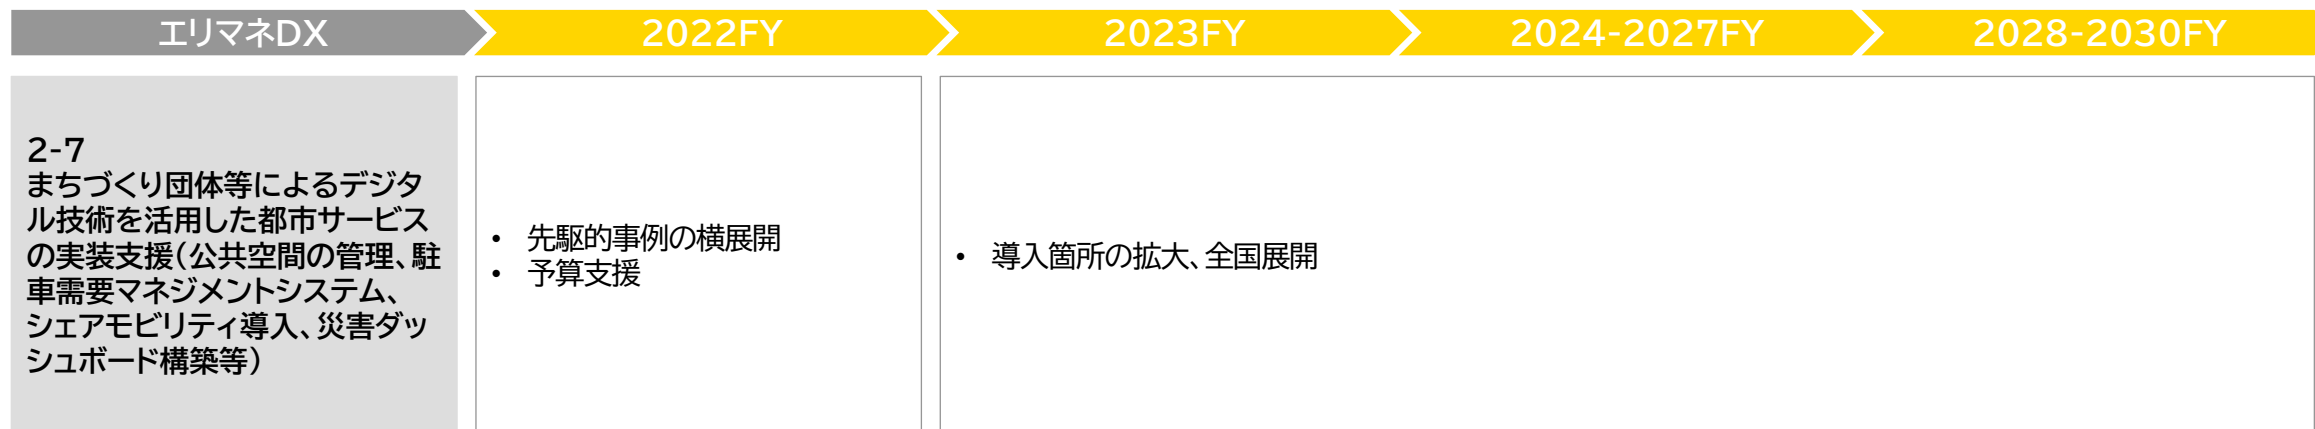 エリマネDX
2022FY
2023FY
2024-2027FY
2028-2030FY
2-7
まちづくり団体等によるデジタ
ル技術を活用した都市サービス
の実装支援(公共空間の管理、駐
車需要マネジメントシステム、
シェアモビリティ導入、災害ダッ
シュボード構築等)
• 先駆的事例の横展開
• 予算支援
• 導入箇所の拡大、全国展開